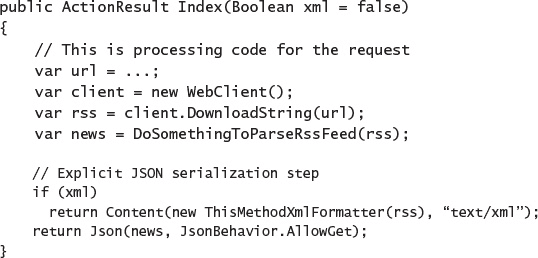 public ActionResult Index(Boolean xml = false)
{
// This is processing code for the request
var url = ...;
var client = new WebClient();
var rss = client.DownloadString(url);
var news = DoSomethingToParseRssFeed(rss);
// Explicit JSON serialization step
if (xml)
return Content(new ThisMethodXmlFormatter(rss), “text/xml”);
return Json(news, JsonBehavior.AllowGet);
}